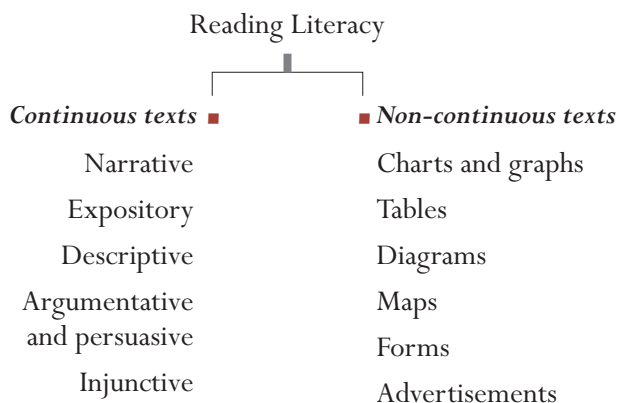 Reading Literacy
Continuous texts
Narrative
Expository
Descriptive
Argumentative
and persuasive
Injunctive
Non-continuous texts
Charts and graphs
Tables
Diagrams
Maps
Forms
Advertisements